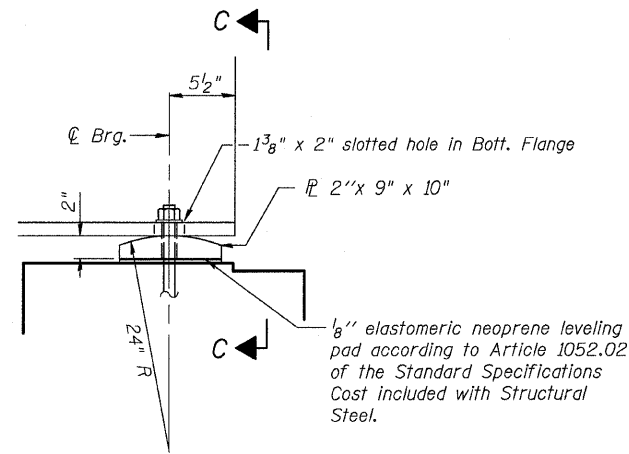 C
5½"
℄ Brg.
1⅜" x 2" slotted hole in Bott. Flange
2"
℞ 2"x 9" x 10"
24" R
⅛" elastomeric neoprene leveling
pad according to Article 1052.02
of the Standard Specifications
Cost included with Structural
Steel.
C